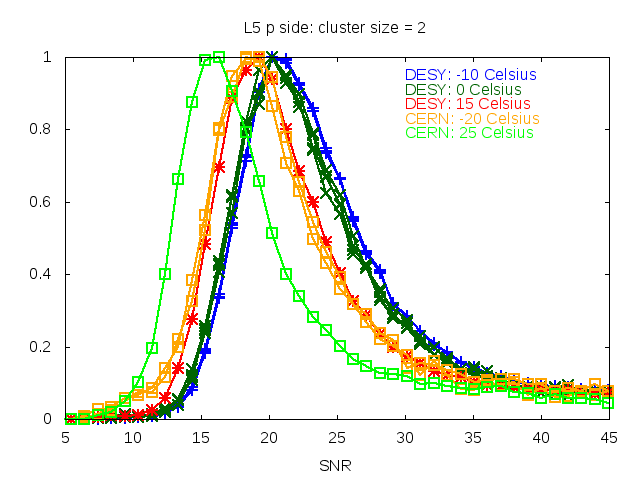 L5 p side: cluster size = 2
DESY: -10 Celsius
DESY: 0 Celsius
DESY: 15 Celsius
CERN: -20 Celsius
CERN: 25 Celsius
1
0.8
0.6
0.4
0.2
0
5 10 15 20 25 30 35 40 45
SNR